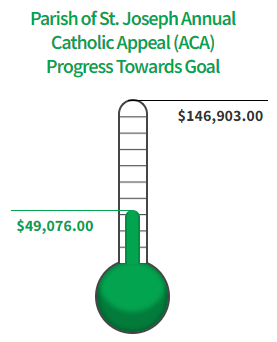 Parish of St. Joseph Annual
Catholic Appeal (ACA)
Progress Towards Goal
$146,903.00
$49,076.00